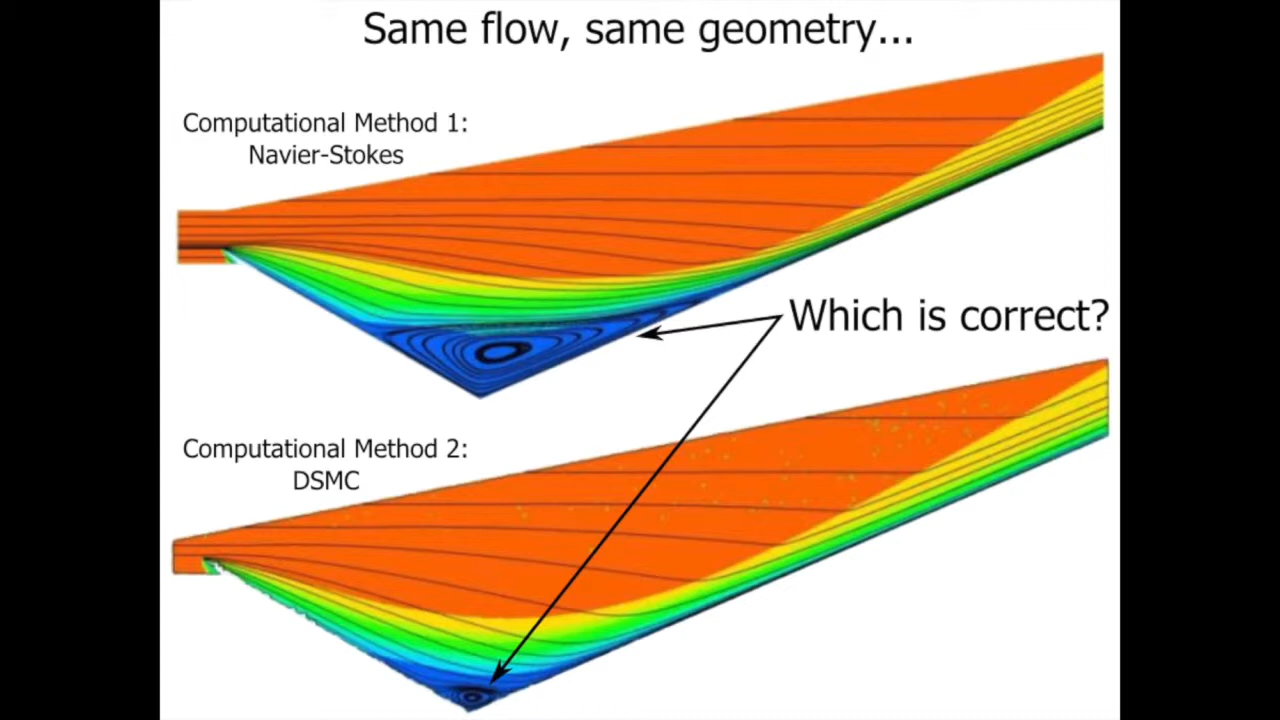 Same flow, same geometry...
Computational Method 1:
Navier-Stokes
Which is correct?
Computational Method 2:
DSMC